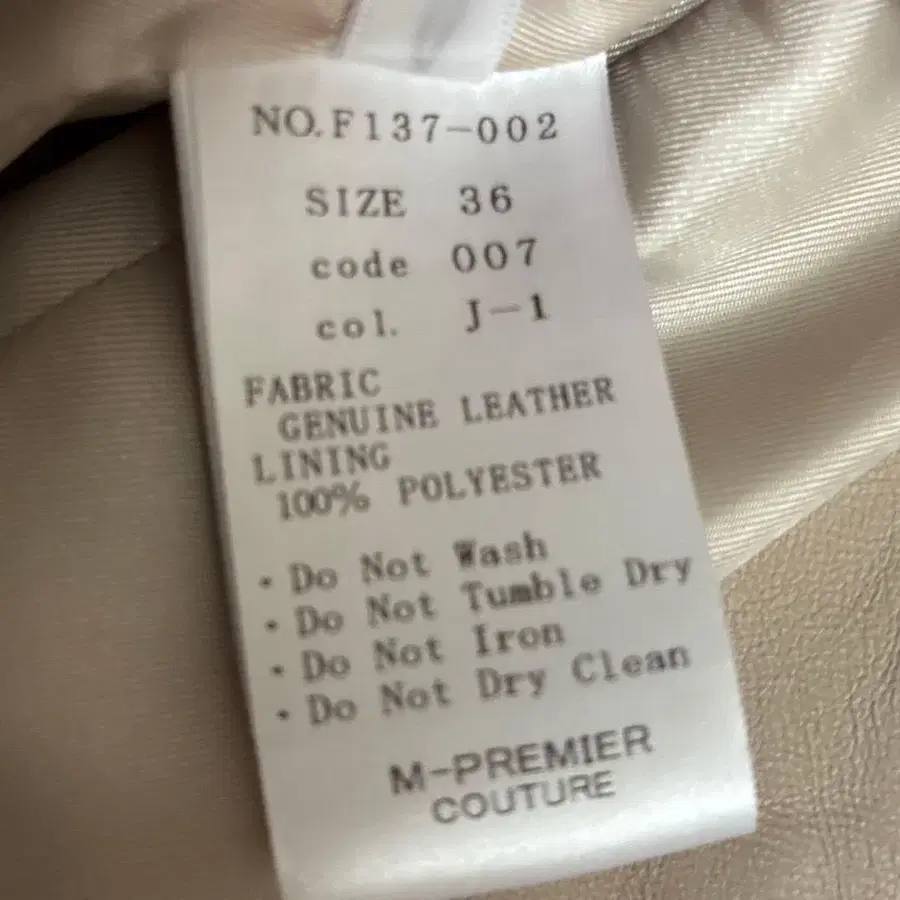 NO. F137-002
SIZE 36
code 007
col. J-1
FABRIC
GENUINE LEATHER
LINING
100% POLYESTER
・Do Not Wash
・Do Not Tumble Dry
・Do Not Iron
・Do Not Dry Clean
M-PREMIER
COUTURE